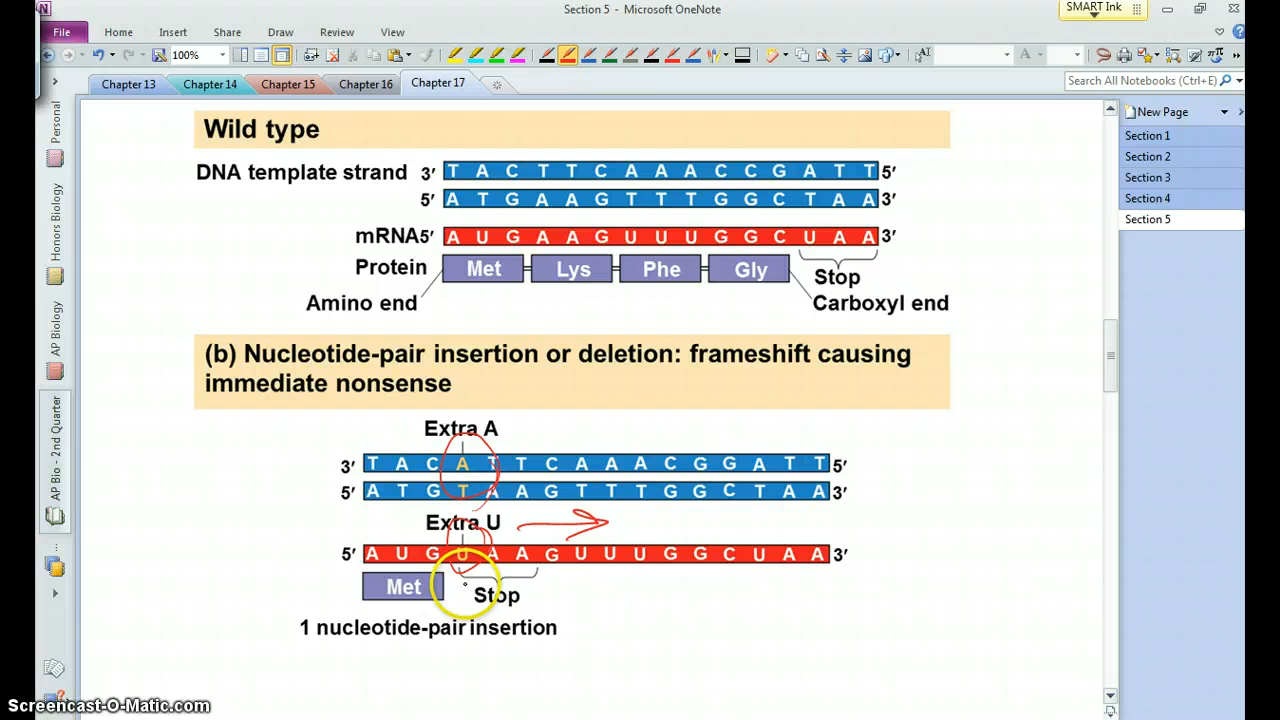 Section 5 - Microsoft OneNote
SMART Ink
File Home Insert Share Draw Review View
100%
Chapter 13 Chapter 14 Chapter 15 Chapter 16 Chapter 17
Search All Notebooks (Ctrl+E)
New Page
Section 1
Section 2
Section 3
Section 4
Section 5
Personal
Honors Biology
AP Biology
AP Bio - 2nd Quarter
Wild type
DNA template strand 3′ T A C T T C A A A C C G A T T 5′
5′ A T G A A G T T T G G C T A A 3′
mRNA 5′ A U G A A G U U U G G C U A A 3′
Protein Met Lys Phe Gly Stop
Amino end Carboxyl end
(b) Nucleotide-pair insertion or deletion: frameshift causing
immediate nonsense
Extra A
3′ T A C A T T C A A A C G G A T T 5′
5′ A T G T A A G T T T G G C T A A 3′
Extra U
5′ A U G U A A G U U U G G C U A A 3′
Met Stop
1 nucleotide-pair insertion
Screencast-O-Matic.com